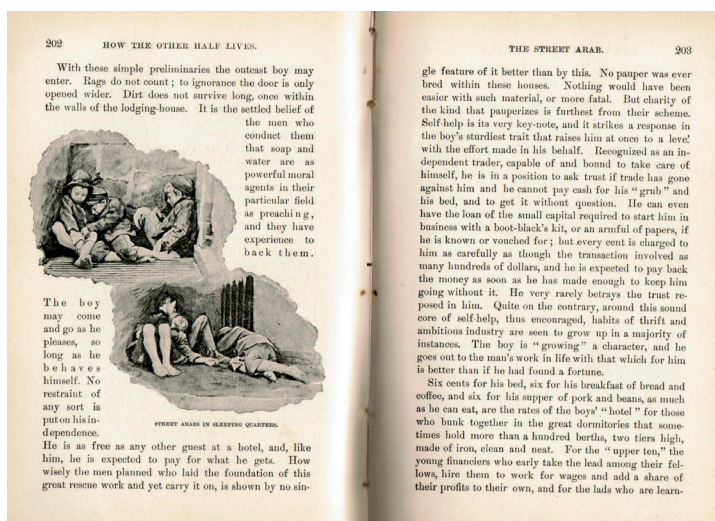 202 HOW THE OTHER HALF LIVES.
With these simple preliminaries the outcast boy may
enter. Rags do not count; to ignorance the door is only
opened wider. Dirt does not survive long, once within
the walls of the lodging-house. It is the settled belief of
the men who
conduct them
that soap and
water are as
powerful moral
agents in their
particular field
as preaching,
and they have
experience to
back them.
The boy
may come
and go as he
pleases, so
long as he
behaves
himself. No
restraint of
any sort is
put on his in-
dependence.
STREET ARABS IN SLEEPING QUARTERS.
He is as free as any other guest at a hotel, and, like
him, he is expected to pay for what he gets. How
wisely the men planned who laid the foundation of this
great rescue work and yet carry it on, is shown by no sin-
THE STREET ARAB. 203
gle feature of it better than by this. No pauper was ever
bred within these houses. Nothing would have been
easier with such material, or more fatal. But charity of
the kind that pauperizes is furthest from their scheme.
Self-help is its very key-note, and it strikes a response in
the boy's sturdiest trait that raises him at once to a level
with the effort made in his behalf. Recognized as an in-
dependent trader, capable of and bound to take care of
himself, he is in a position to ask trust if trade has gone
against him and he cannot pay cash for his "grub" and
his bed, and to get it without question. He can even
have the loan of the small capital required to start him in
business with a boot-black's kit, or an armful of papers, if
he is known or vouched for; but every cent is charged to
him as carefully as though the transaction involved as
many hundreds of dollars, and he is expected to pay back
the money as soon as he has made enough to keep him
going without it. He very rarely betrays the trust re-
posed in him. Quite on the contrary, around this sound
core of self-help, thus encouraged, habits of thrift and
ambitious industry are seen to grow up in a majority of
instances. The boy is "growing" a character, and he
goes out to the man's work in life with that which for him
is better than if he had found a fortune.
Six cents for his bed, six for his breakfast of bread and
coffee, and six for his supper of pork and beans, as much
as he can eat, are the rates of the boys' "hotel" for those
who bunk together in the great dormitories that some-
times hold more than a hundred berths, two tiers high,
made of iron, clean and neat. For the "upper ten," the
young financiers who early take the lead among their fel-
lows, hire them to work for wages and add a share of
their profits to their own, and for the lads who are learn-